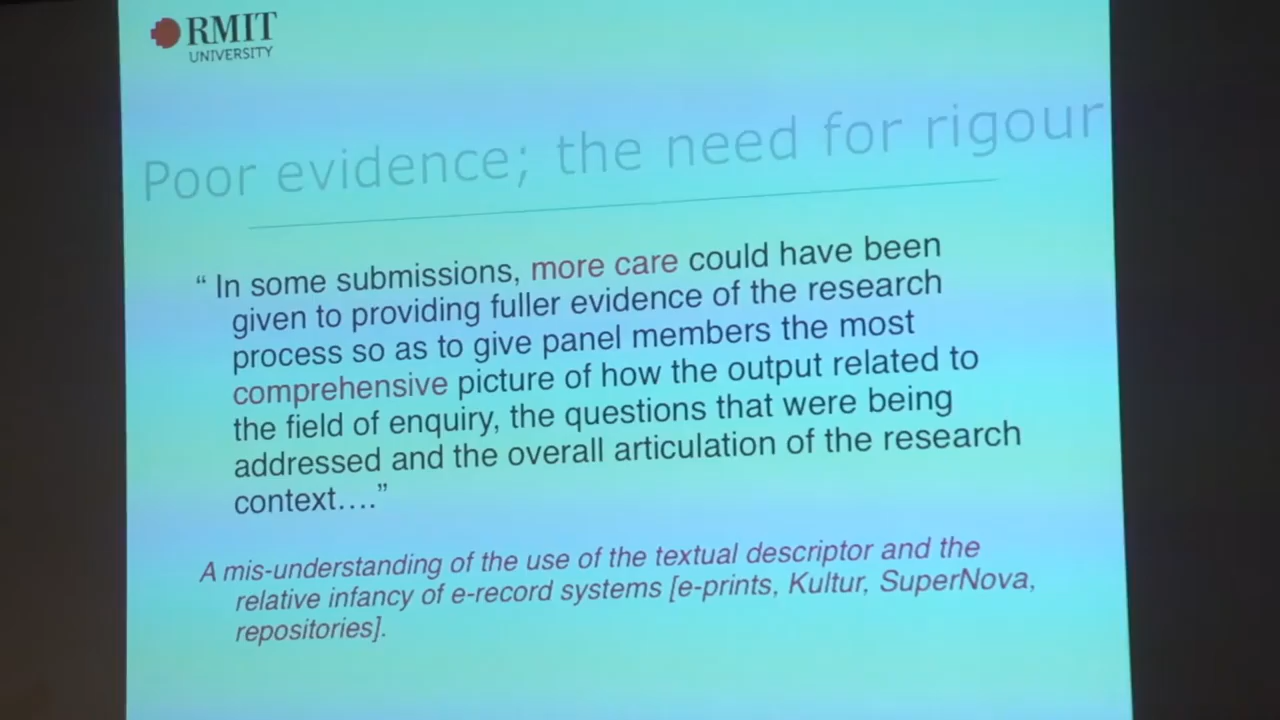 RMIT
UNIVERSITY
Poor evidence; the need for rigour
“ In some submissions, more care could have been
given to providing fuller evidence of the research
process so as to give panel members the most
comprehensive picture of how the output related to
the field of enquiry, the questions that were being
addressed and the overall articulation of the research
context….”
A mis-understanding of the use of the textual descriptor and the
relative infancy of e-record systems [e-prints, Kultur, SuperNova,
repositories].